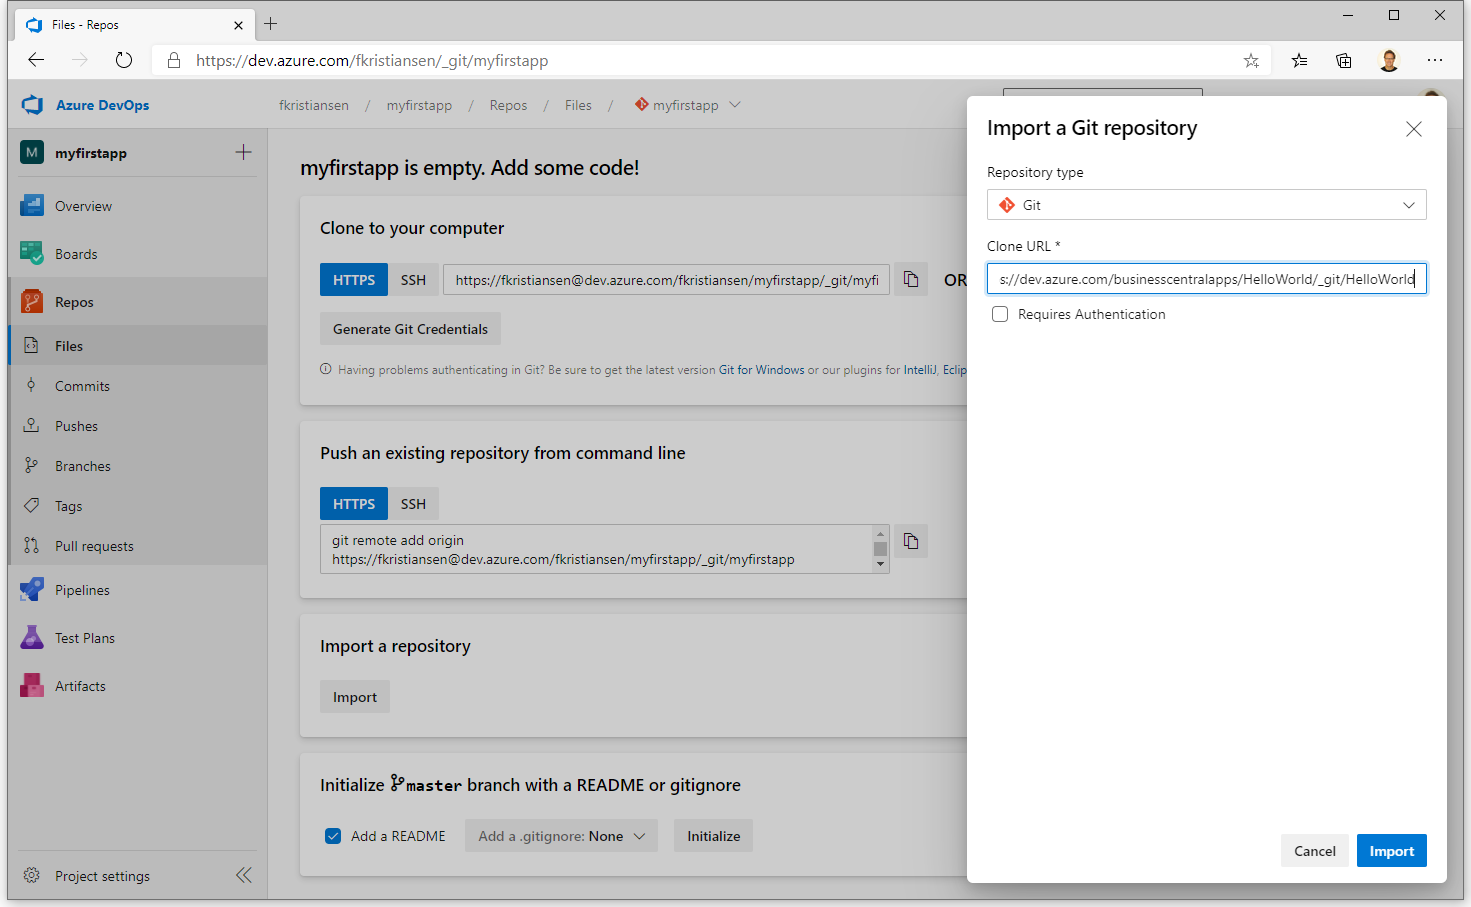 Files - Repos
https://dev.azure.com/fkristiansen/_git/myfirstapp
Azure DevOps
fkristiansen / myfirstapp / Repos / Files / myfirstapp
M myfirstapp
Overview
Boards
Repos
Files
Commits
Pushes
Branches
Tags
Pull requests
Pipelines
Test Plans
Artifacts
Project settings
myfirstapp is empty. Add some code!
Clone to your computer
HTTPS SSH https://fkristiansen@dev.azure.com/fkristiansen/myfirstapp/_git/myfi OR
Generate Git Credentials
Having problems authenticating in Git? Be sure to get the latest version Git for Windows or our plugins for IntelliJ, Eclip
Push an existing repository from command line
HTTPS SSH
git remote add origin
https://fkristiansen@dev.azure.com/fkristiansen/myfirstapp/_git/myfirstapp
Import a repository
Import
Initialize master branch with a README or gitignore
Add a README Add a .gitignore: None Initialize
Import a Git repository
Repository type
Git
Clone URL *
s://dev.azure.com/businesscentralapps/HelloWorld/_git/HelloWorld
Requires Authentication
Cancel Import